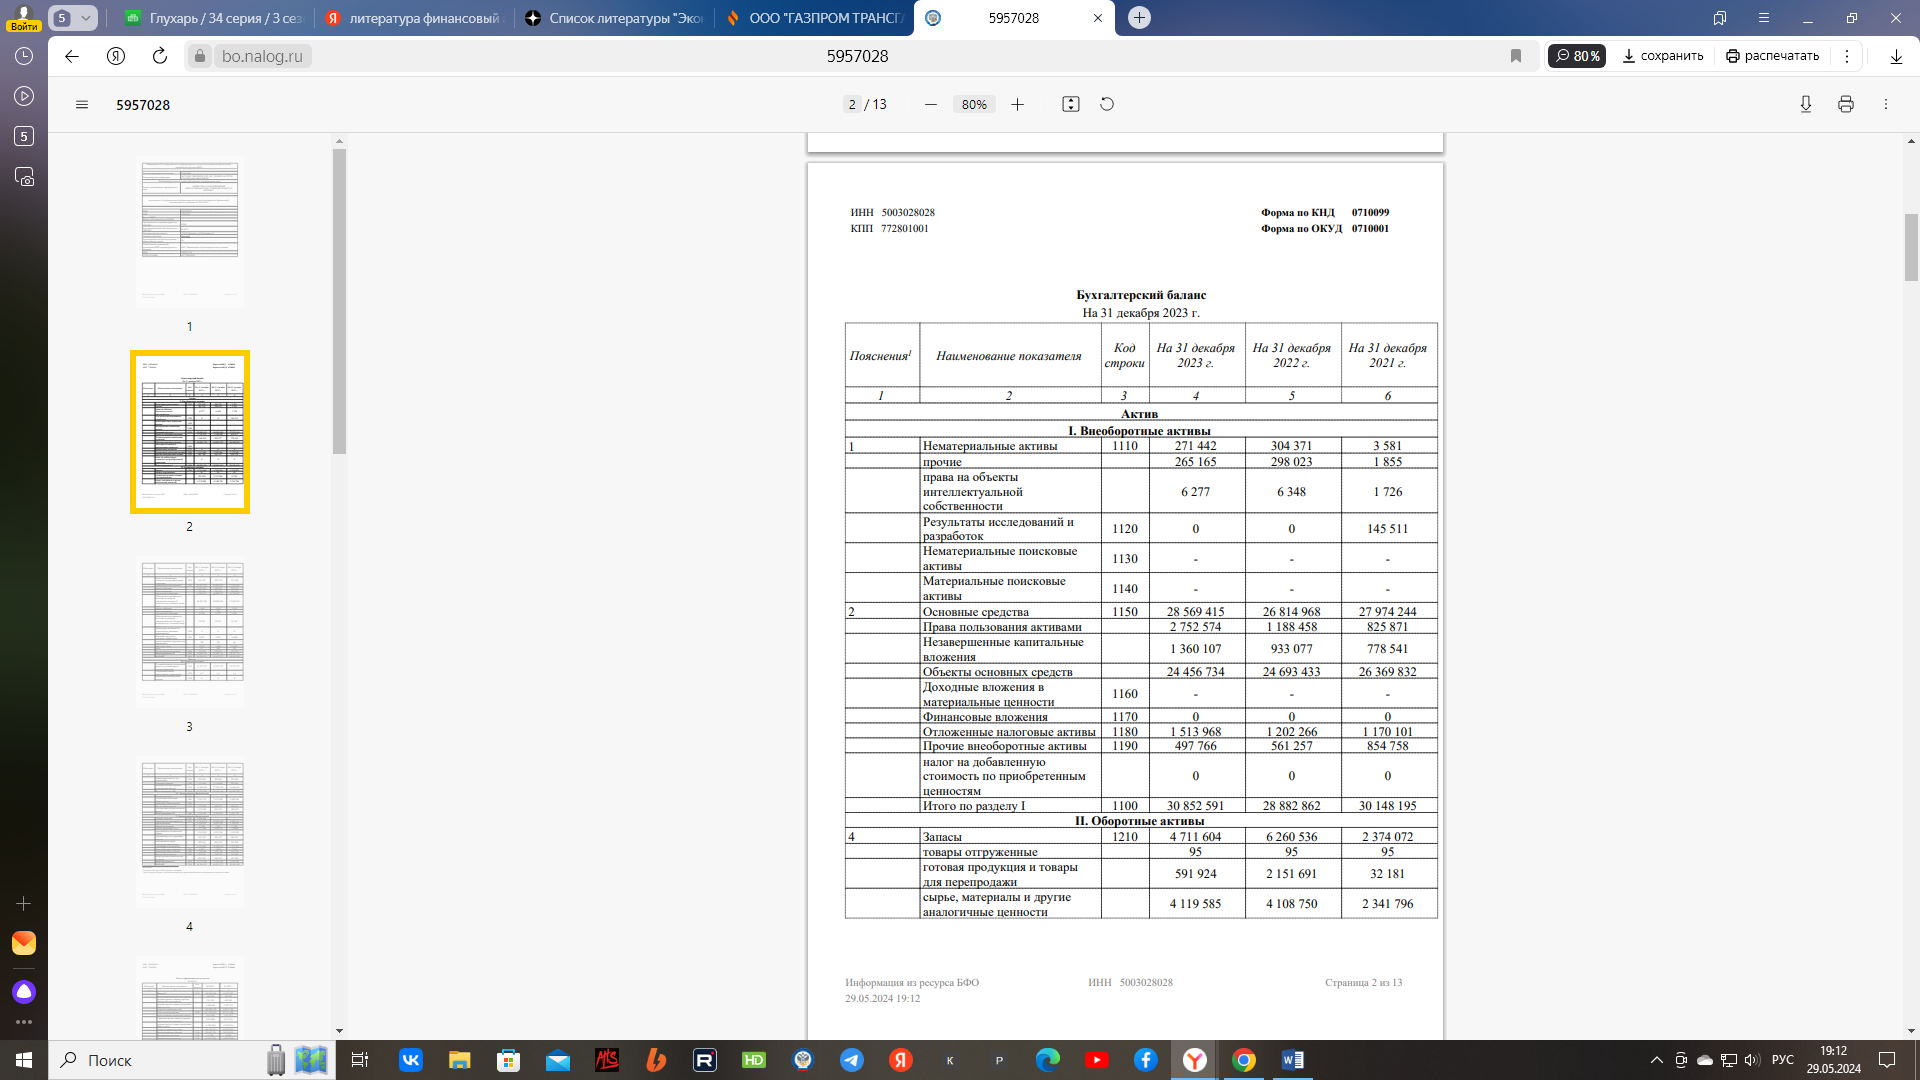 Войти
5
Глухарь / 34 серия / 3 сез
литература финансовый
Список литературы "Экон
ООО "ГАЗПРОМ ТРАНСГА
5957028
bo.nalog.ru
5957028
80%
сохранить
распечатать
5957028
2 / 13
80%
5
1
2
3
4
ИНН 5003028028
Форма по КНД 0710099
КПП 772801001
Форма по ОКУД 0710001
Бухгалтерский баланс
На 31 декабря 2023 г.
Пояснения1 Наименование показателя Код строки На 31 декабря 2023 г. На 31 декабря 2022 г. На 31 декабря 2021 г.
1 2 3 4 5 6
Актив
I. Внеоборотные активы
1 Нематериальные активы 1110 271 442 304 371 3 581
прочие 265 165 298 023 1 855
права на объекты
интеллектуальной 6 277 6 348 1 726
собственности
Результаты исследований и
разработок 1120 0 0 145 511
Нематериальные поисковые
активы 1130 - - -
Материальные поисковые
активы 1140 - - -
2 Основные средства 1150 28 569 415 26 814 968 27 974 244
Права пользования активами 2 752 574 1 188 458 825 871
Незавершенные капитальные
вложения 1 360 107 933 077 778 541
Объекты основных средств 24 456 734 24 693 433 26 369 832
Доходные вложения в
материальные ценности 1160 - - -
Финансовые вложения 1170 0 0 0
Отложенные налоговые активы 1180 1 513 968 1 202 266 1 170 101
Прочие внеоборотные активы 1190 497 766 561 257 854 758
налог на добавленную
стоимость по приобретенным 0 0 0
ценностям
Итого по разделу I 1100 30 852 591 28 882 862 30 148 195
II. Оборотные активы
4 Запасы 1210 4 711 604 6 260 536 2 374 072
товары отгруженные 95 95 95
готовая продукция и товары
для перепродажи 591 924 2 151 691 32 181
сырье, материалы и другие
аналогичные ценности 4 119 585 4 108 750 2 341 796
Информация из ресурса БФО
ИНН 5003028028
Страница 2 из 13
29.05.2024 19:12
Поиск
HD
К
Р
РУС
19:12
29.05.2024